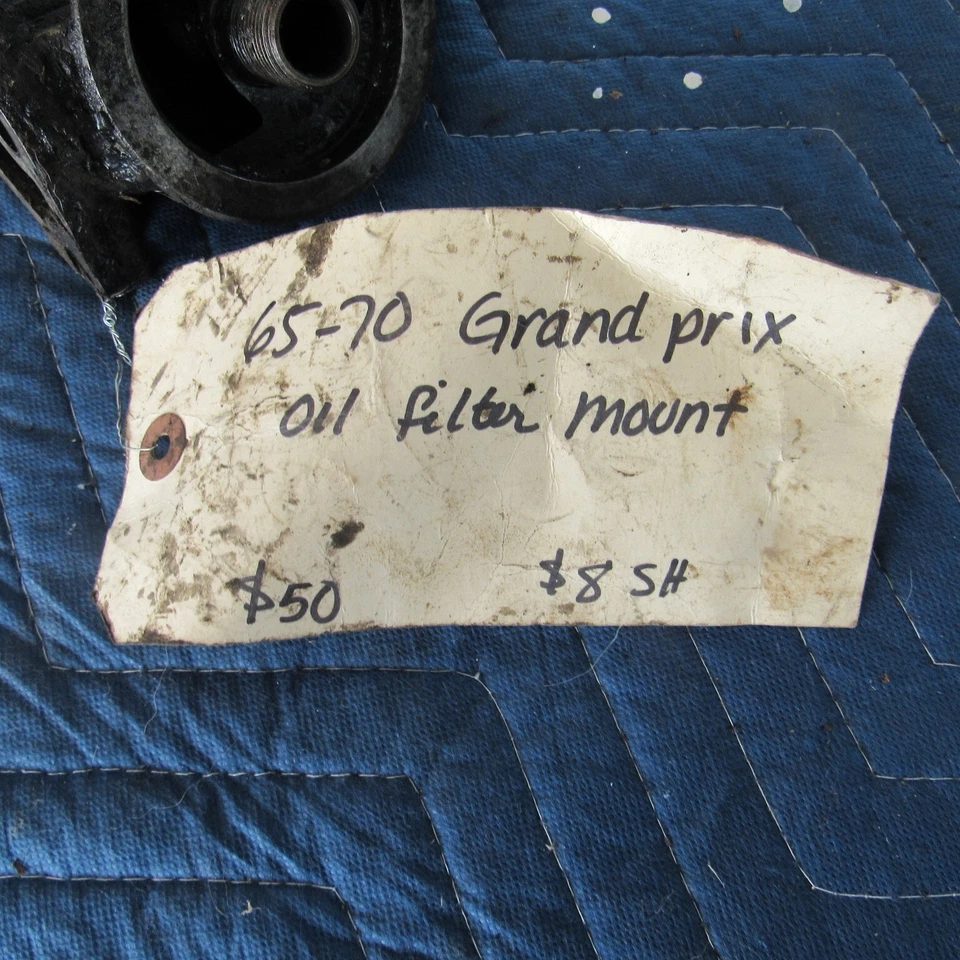 65-70 Grand prix
Oil filter mount
$50 $8 SH